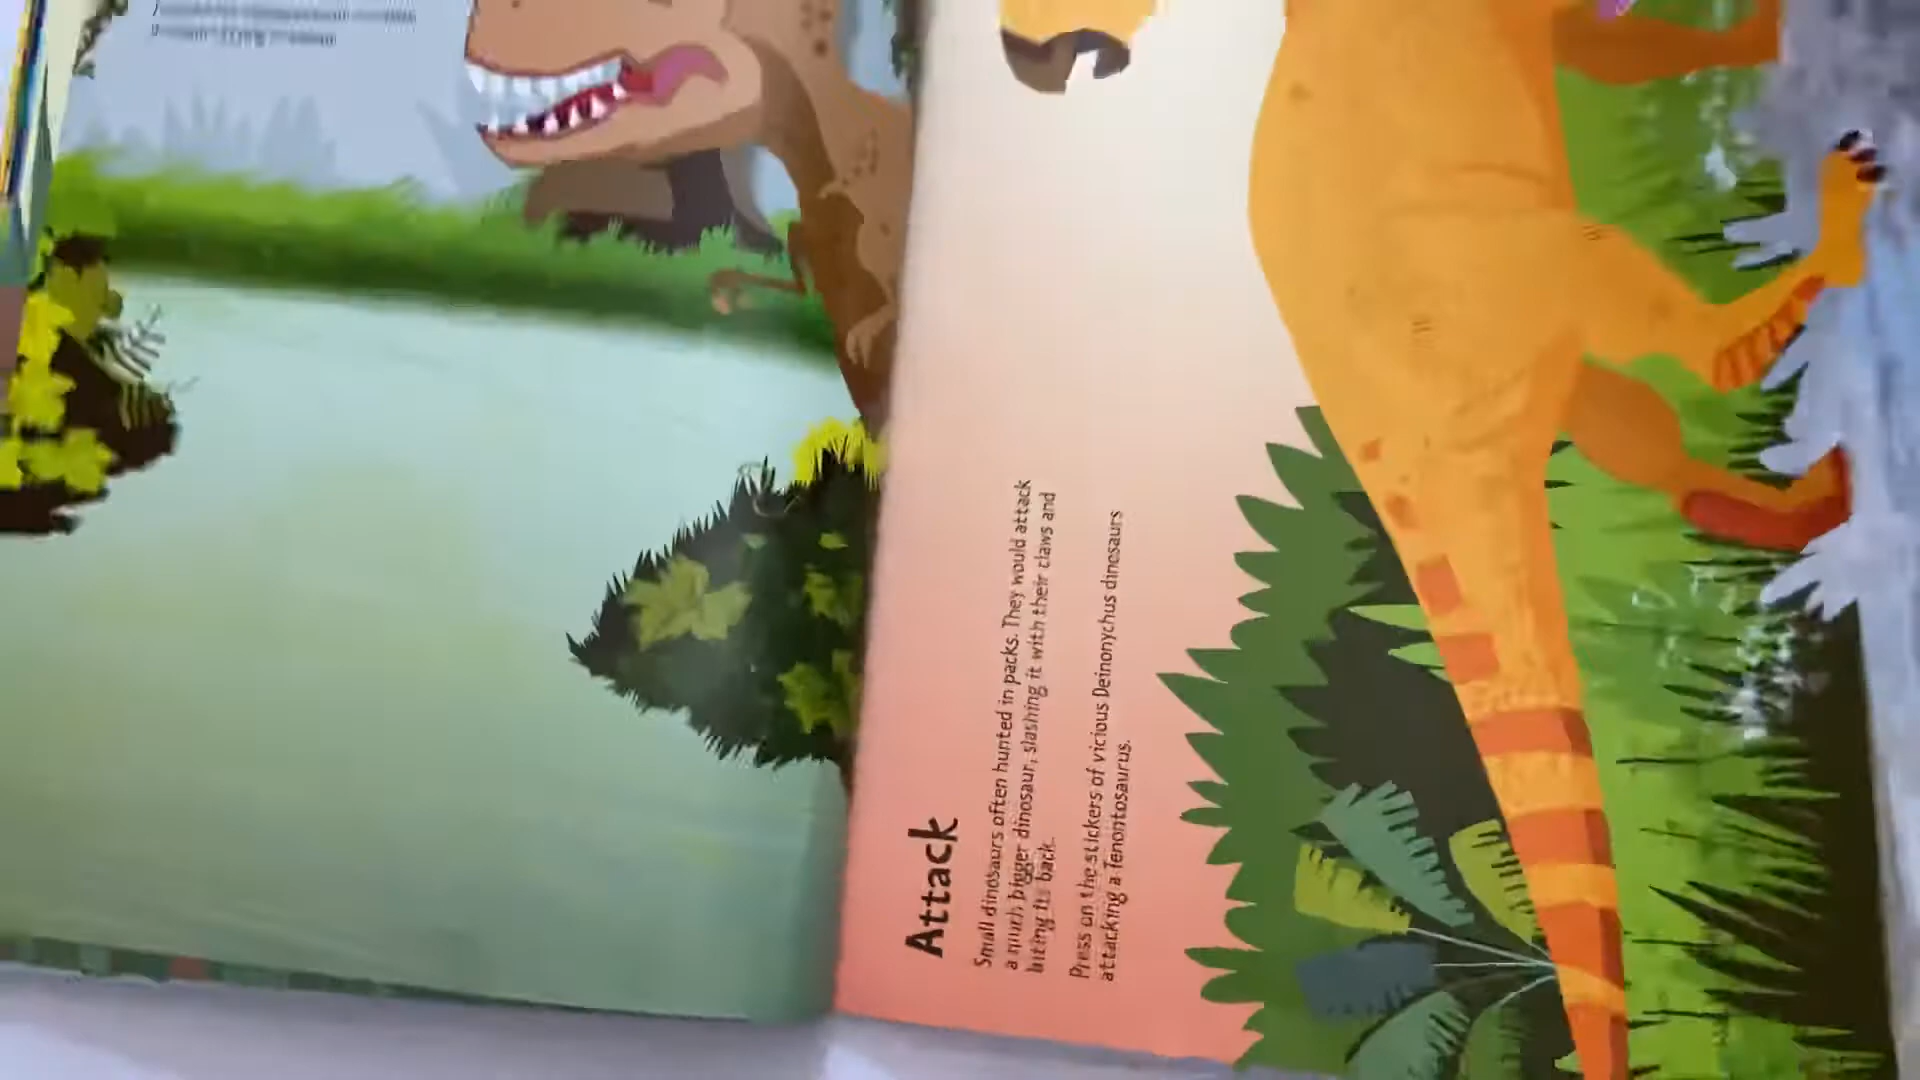 Attack
Small dinosaurs often hunted in packs. They would attack
a much bigger dinosaur, slashing it with their claws and
biting its back.
Press on the stickers of vicious Deinonychus dinosaurs
attacking a Tenontosaurus.